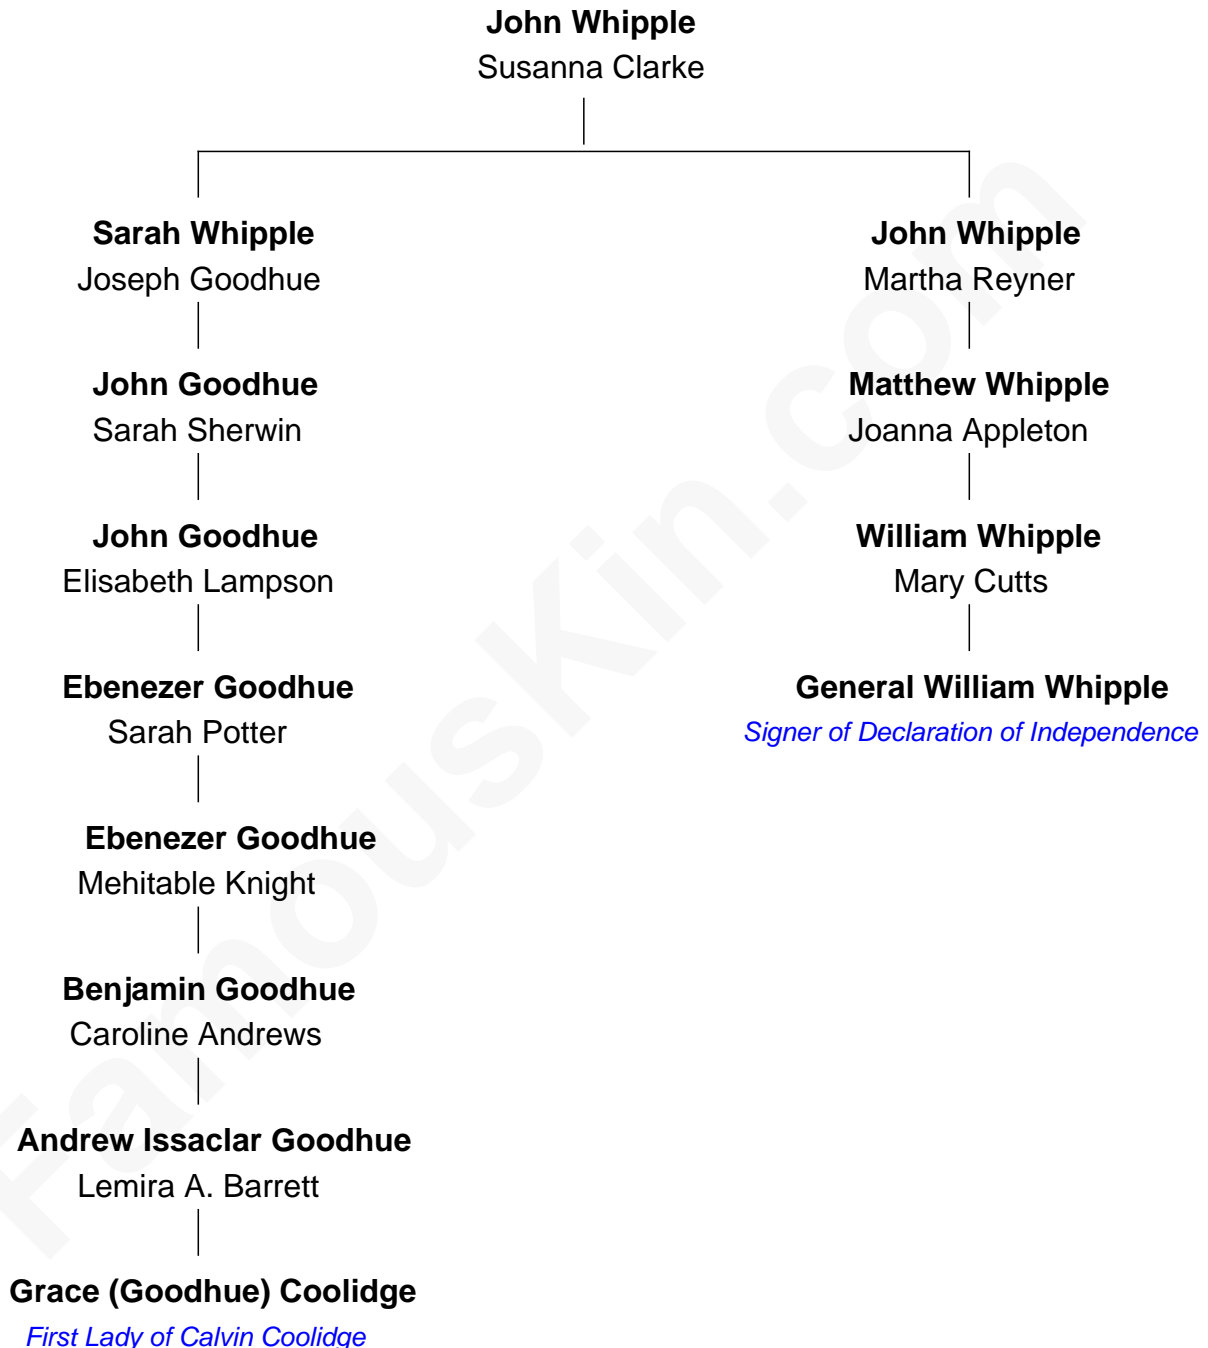 John Whipple
Susanna Clarke
Sarah Whipple
Joseph Goodhue
John Goodhue
Sarah Sherwin
John Goodhue
Elisabeth Lampson
Ebenezer Goodhue
Sarah Potter
Ebenezer Goodhue
Mehitable Knight
Benjamin Goodhue
Caroline Andrews
Andrew Issaclar Goodhue
Lemira A. Barrett
Grace (Goodhue) Coolidge
First Lady of Calvin Coolidge
John Whipple
Martha Reyner
Matthew Whipple
Joanna Appleton
William Whipple
Mary Cutts
General William Whipple
Signer of Declaration of Independence
FamousKin.com